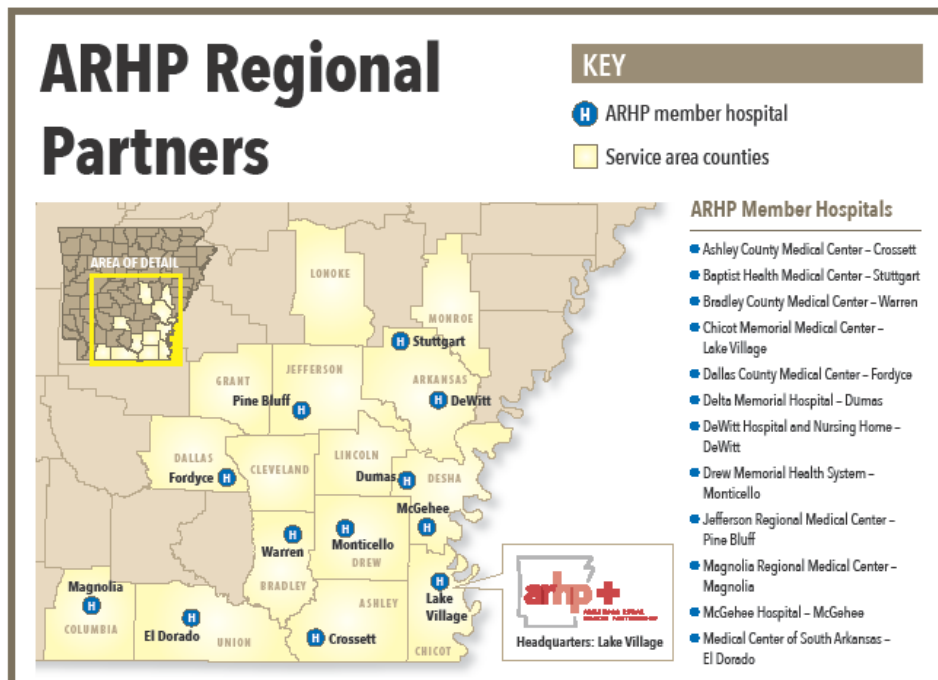 ARHP Regional
Partners
KEY
H ARHP member hospital
Service area counties
AREA OF DETAIL
LONOKE
MONROE
H Stuttgart
GRANT
JEFFERSON
ARKANSAS
Pine Bluff H
H DeWitt
DALLAS
CLEVELAND
LINCOLN
DESHA
Fordyce H
Dumas H
McGehee
H
H
Warren
H
Monticello
DREW
BRADLEY
Magnolia
H
COLUMBIA
H
El Dorado
UNION
ASHLEY
H Crossett
H
Lake
Village
CHICOT
arhp+
Headquarters: Lake Village
ARHP Member Hospitals
Ashley County Medical Center – Crossett
Baptist Health Medical Center – Stuttgart
Bradley County Medical Center – Warren
Chicot Memorial Medical Center –
Lake Village
Dallas County Medical Center – Fordyce
Delta Memorial Hospital – Dumas
DeWitt Hospital and Nursing Home –
DeWitt
Drew Memorial Health System –
Monticello
Jefferson Regional Medical Center –
Pine Bluff
Magnolia Regional Medical Center –
Magnolia
McGehee Hospital – McGehee
Medical Center of South Arkansas –
El Dorado